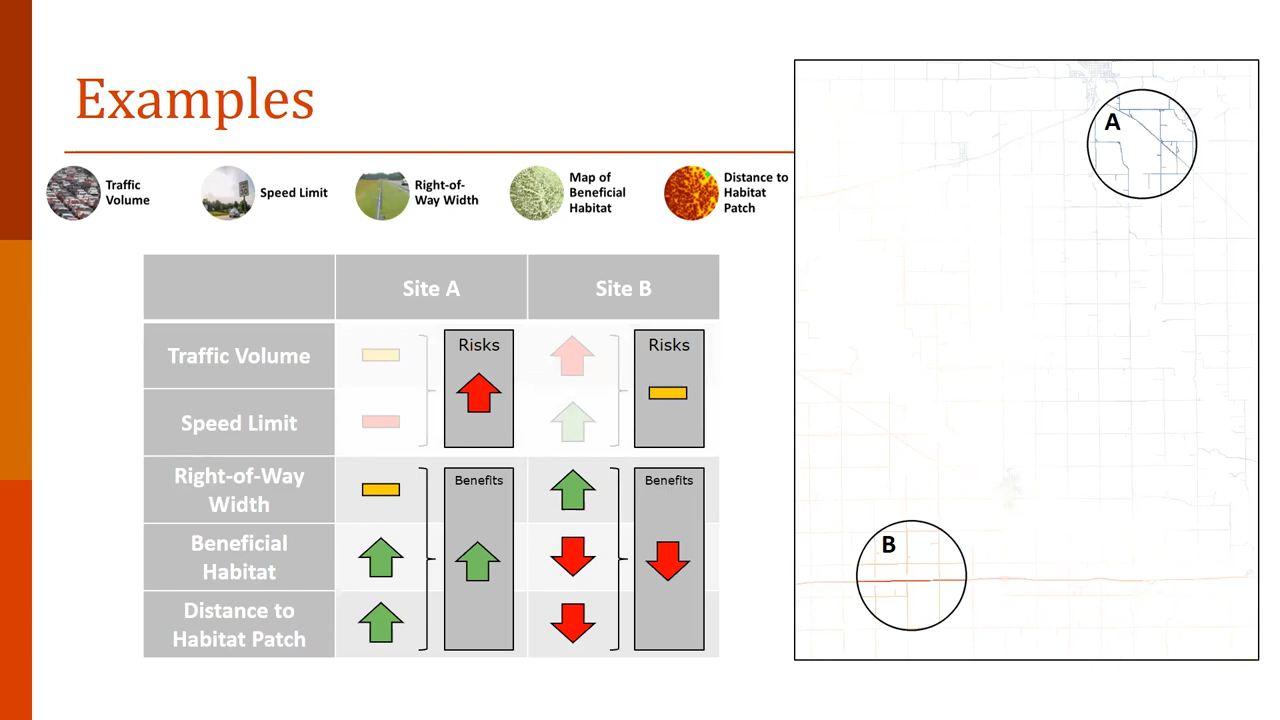 Examples
Traffic
Volume
Speed Limit
Right-of-
Way Width
Map of
Beneficial
Habitat
Distance to
Habitat
Patch
Site A
Site B
Traffic Volume
Risks
Risks
Speed Limit
Right-of-Way
Width
Benefits
Benefits
Beneficial
Habitat
Distance to
Habitat Patch
A
B